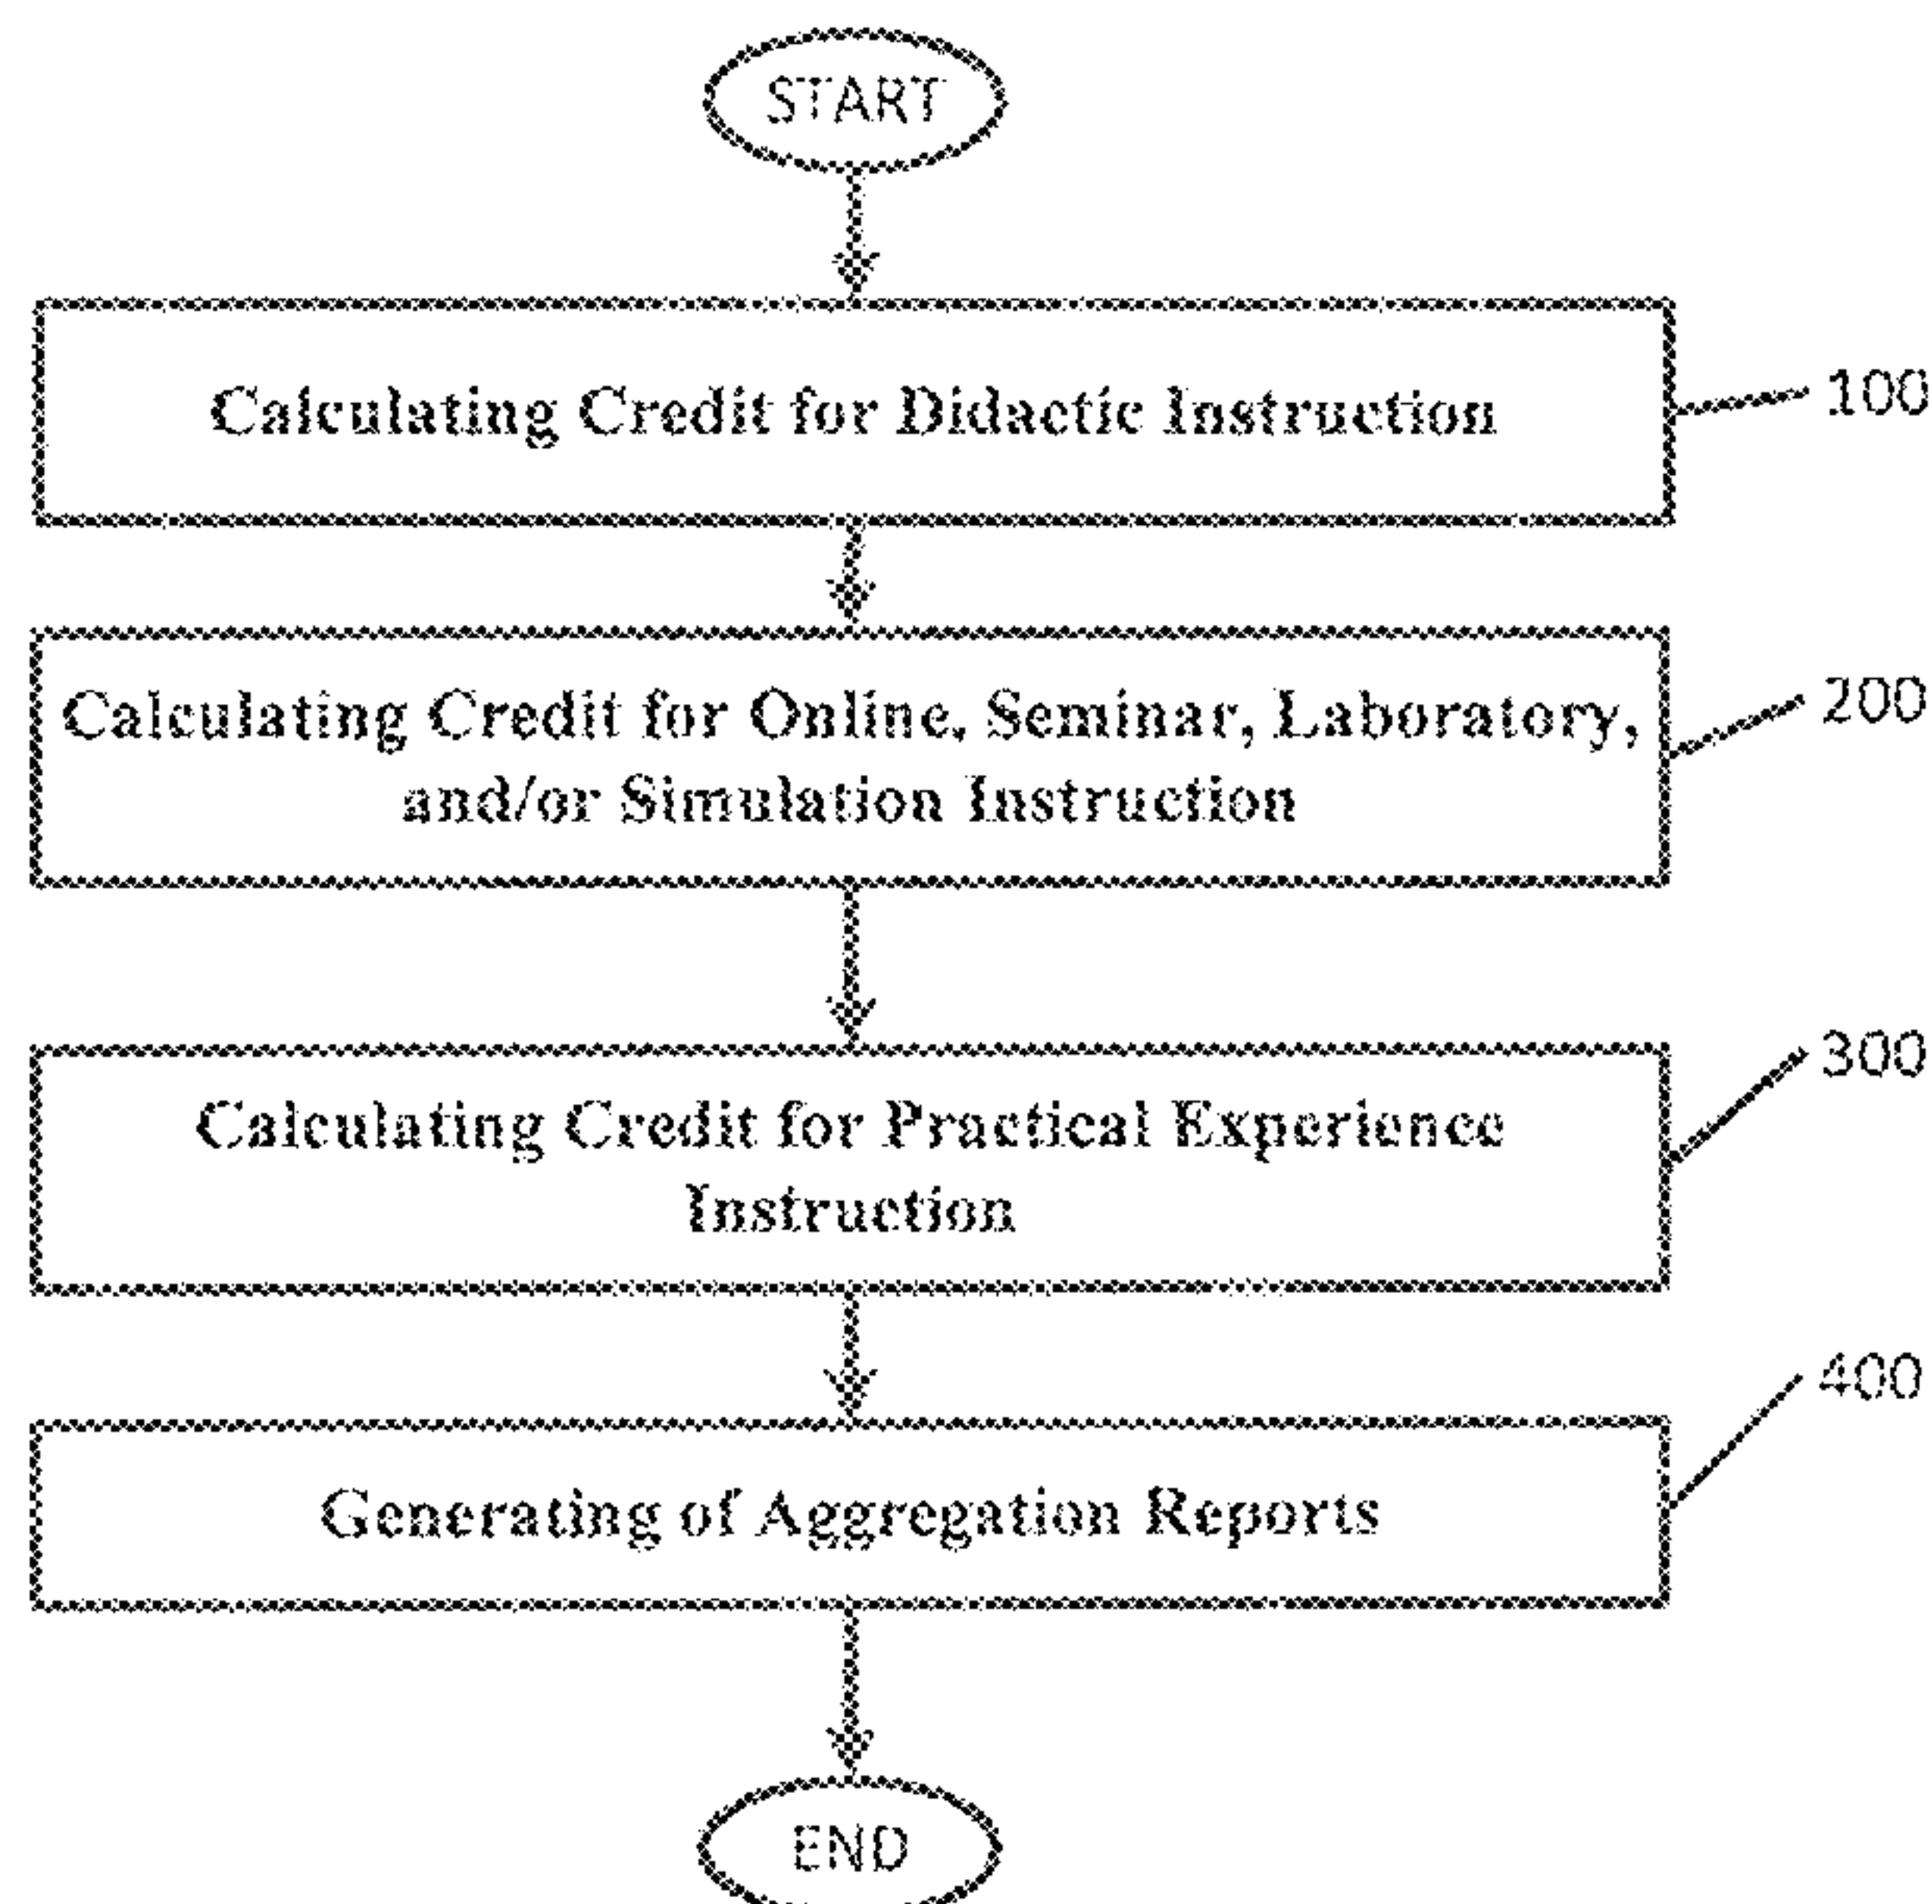 START
Calculating Credit for Didactic Instruction
100
Calculating Credit for Online, Seminar, Laboratory,
and/or Simulation Instruction
200
Calculating Credit for Practical Experience
Instruction
300
Generating of Aggregation Reports
400
END